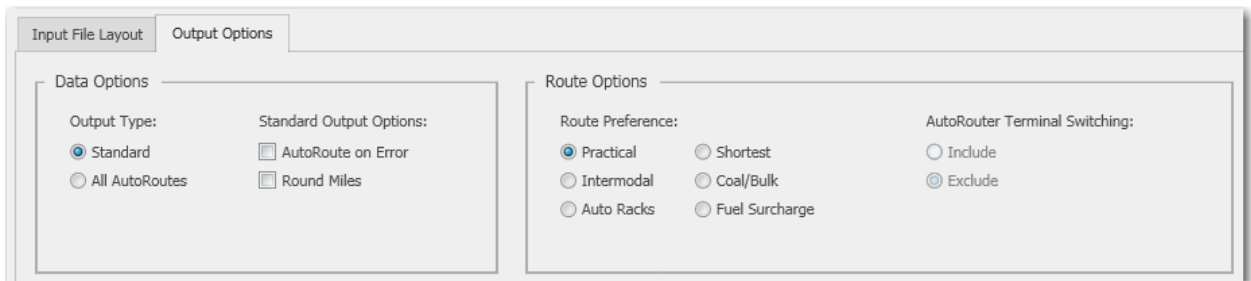 Input File Layout
Output Options
Data Options
Output Type:
Standard
All AutoRoutes
Standard Output Options:
AutoRoute on Error
Round Miles
Route Options
Route Preference:
Practical
Shortest
Intermodal
Coal/Bulk
Auto Racks
Fuel Surcharge
AutoRouter Terminal Switching:
Include
Exclude